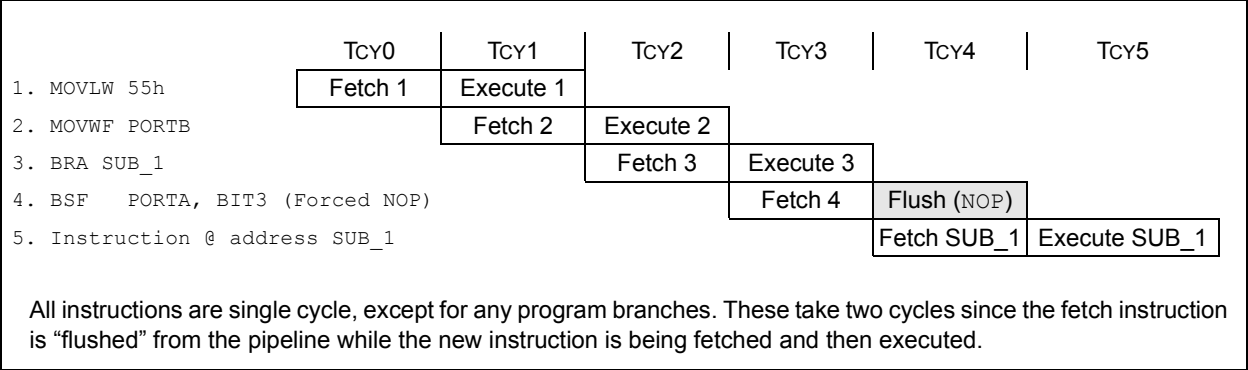 TCY0 TCY1 TCY2 TCY3 TCY4 TCY5
1. MOVLW 55h Fetch 1 Execute 1
2. MOVWF PORTB Fetch 2 Execute 2
3. BRA SUB_1 Fetch 3 Execute 3
4. BSF PORTA, BIT3 (Forced NOP) Fetch 4 Flush (NOP)
5. Instruction @ address SUB_1 Fetch SUB_1 Execute SUB_1
All instructions are single cycle, except for any program branches. These take two cycles since the fetch instruction
is “flushed” from the pipeline while the new instruction is being fetched and then executed.